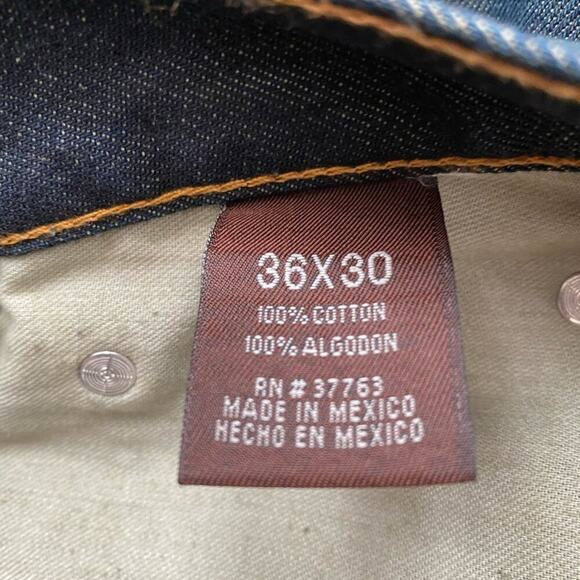 36X30
100% COTTON
100% ALGODON
RN # 37763
MADE IN MEXICO
HECHO EN MEXICO